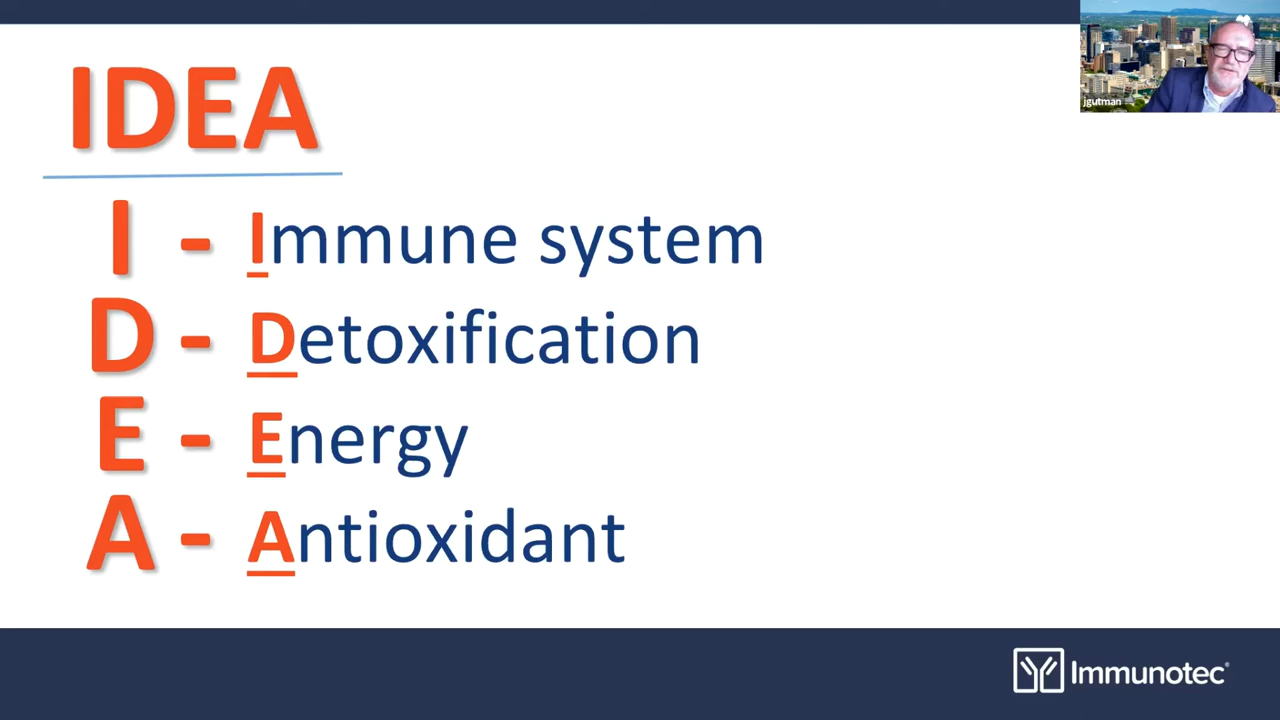 IDEA
I - Immune system
D - Detoxification
E - Energy
A - Antioxidant
jgutman
Immunotec®